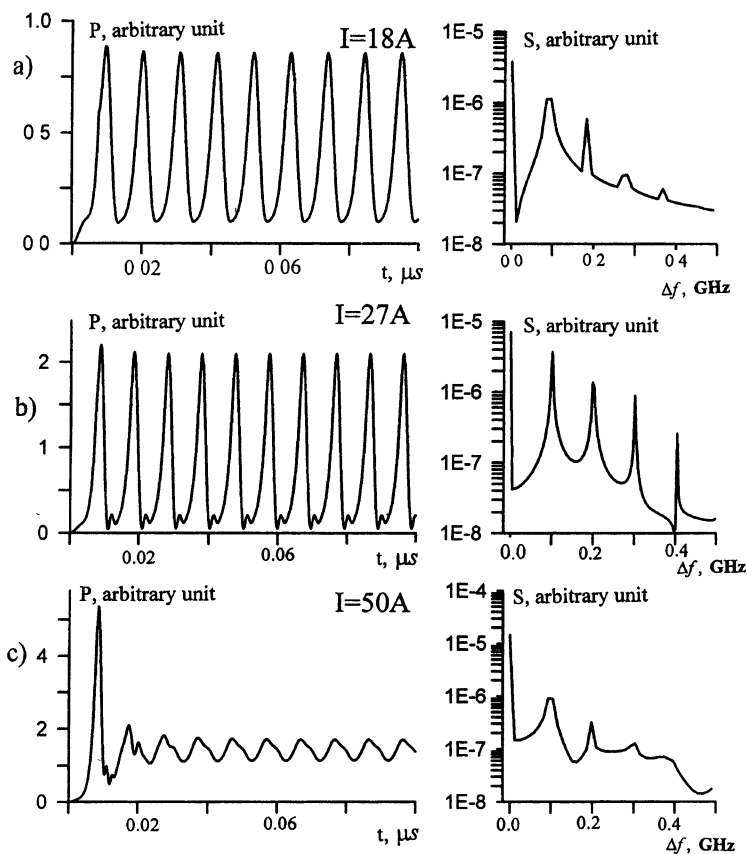 P, arbitrary unit
I=18A
a)
1.0
0 5
0 0
0 02
0 06
t, μs
S, arbitrary unit
1E-5
1E-6
1E-7
1E-8
0 0
0 2
0 4
Δf, GHz
P, arbitrary unit
I=27A
b)
2
1
0
0.02
0.06
t, μs
S, arbitrary unit
1E-5
1E-6
1E-7
1E-8
0.0
0.2
0.4
Δf, GHz
P, arbitrary unit
I=50A
c)
4
2
0
0.02
0.06
t, μs
S, arbitrary unit
1E-4
1E-5
1E-6
1E-7
1E-8
0.0
0.2
0.4
Δf, GHz